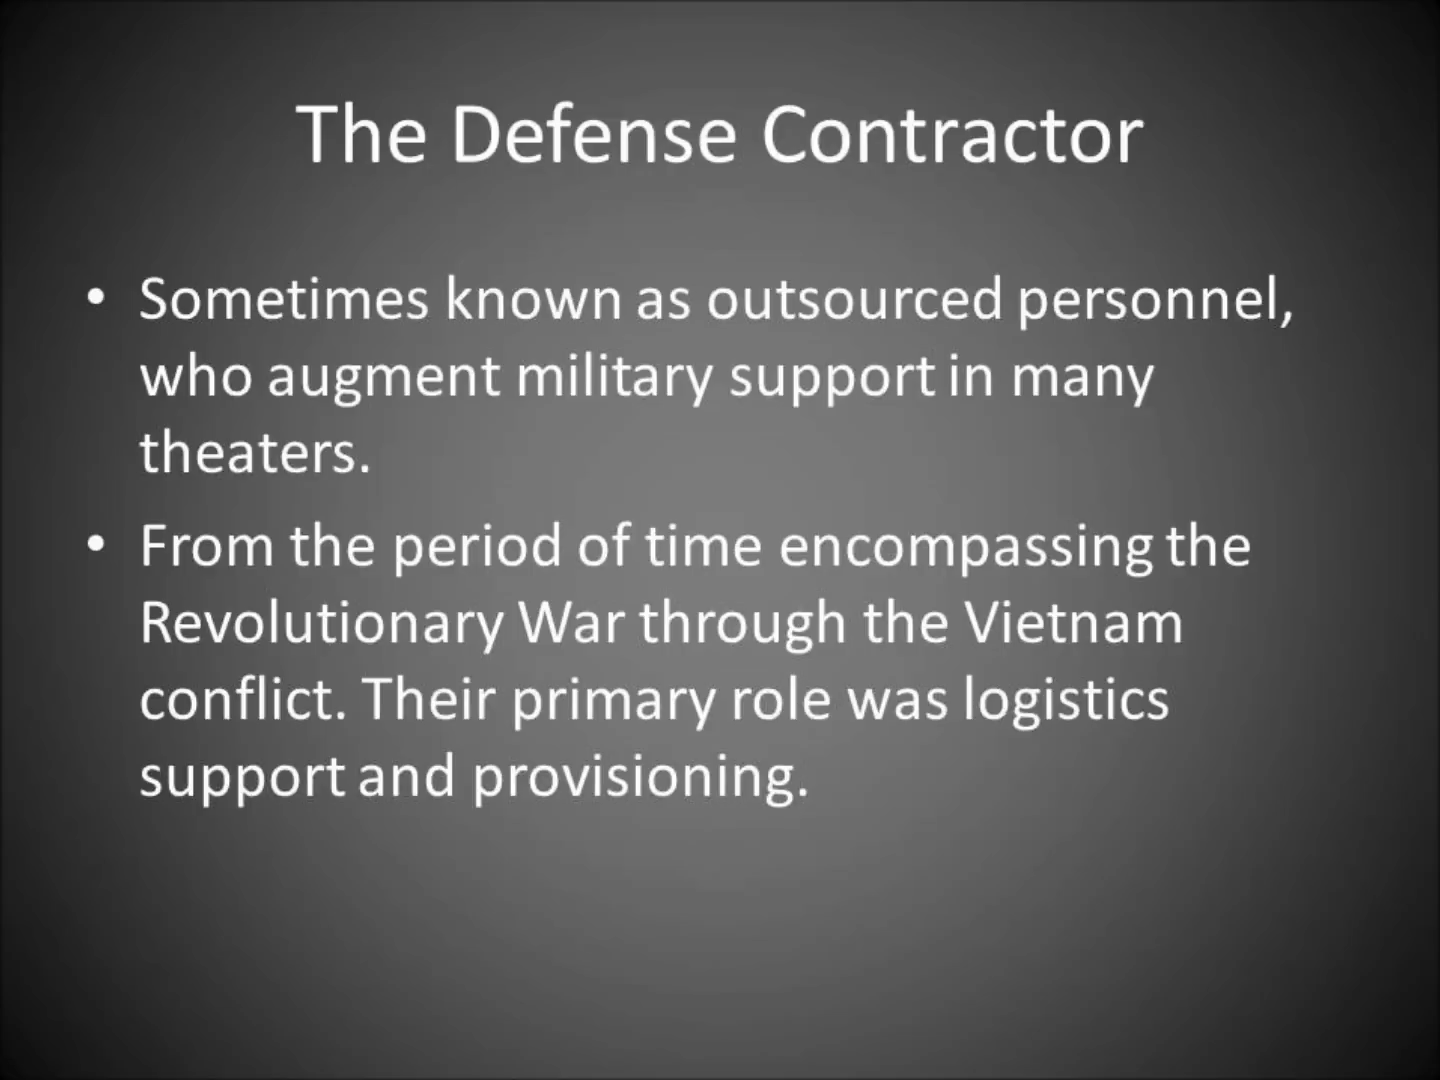 The Defense Contractor
• Sometimes known as outsourced personnel,
who augment military support in many
theaters.
• From the period of time encompassing the
Revolutionary War through the Vietnam
conflict. Their primary role was logistics
support and provisioning.